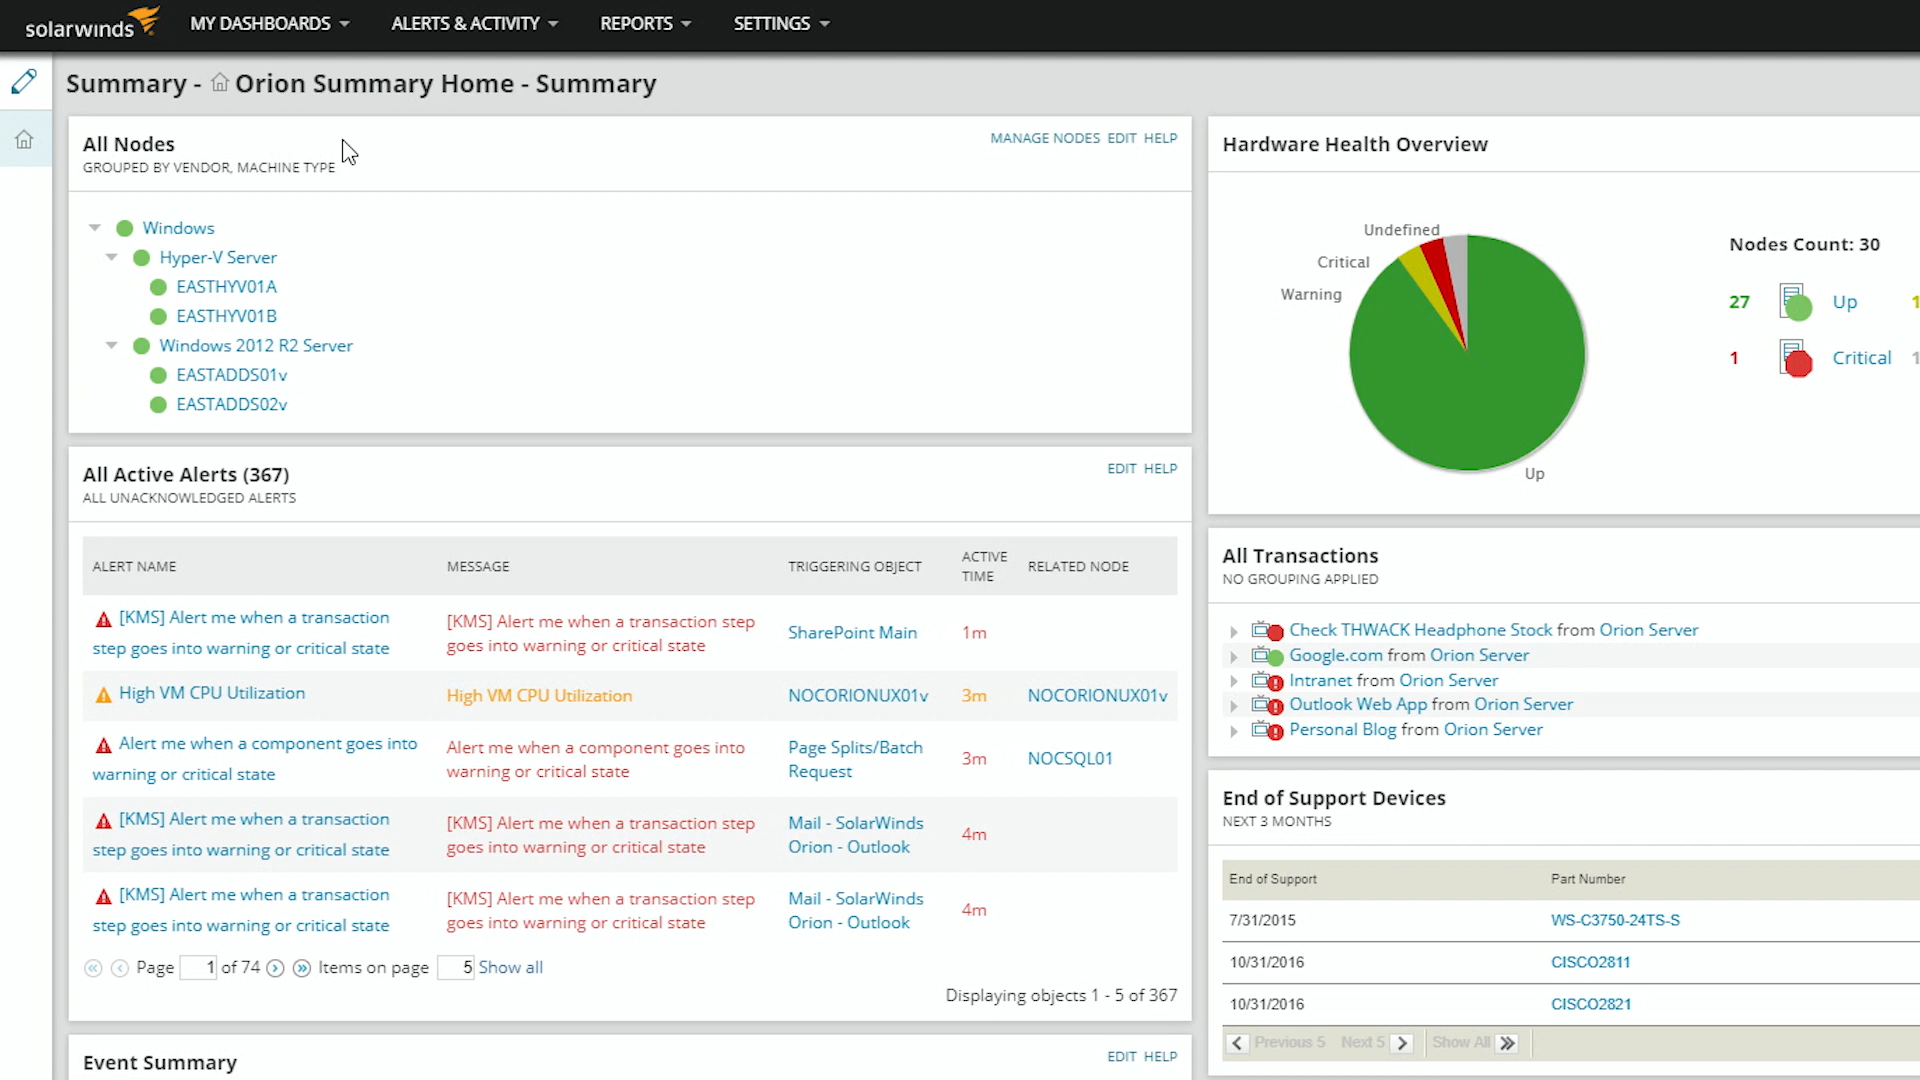 solarwinds
MY DASHBOARDS
ALERTS & ACTIVITY
REPORTS
SETTINGS
Summary - Orion Summary Home - Summary
All Nodes
GROUPED BY VENDOR, MACHINE TYPE
MANAGE NODES EDIT HELP
Windows
Hyper-V Server
EASTHYV01A
EASTHYV01B
Windows 2012 R2 Server
EASTADDS01v
EASTADDS02v
All Active Alerts (367)
ALL UNACKNOWLEDGED ALERTS
EDIT HELP
ALERT NAME
MESSAGE
TRIGGERING OBJECT
ACTIVE
TIME
RELATED NODE
[KMS] Alert me when a transaction
step goes into warning or critical state
[KMS] Alert me when a transaction step
goes into warning or critical state
SharePoint Main
1m
High VM CPU Utilization
High VM CPU Utilization
NOCORIONUX01v
3m
NOCORIONUX01v
Alert me when a component goes into
warning or critical state
Alert me when a component goes into
warning or critical state
Page Splits/Batch
Request
3m
NOCSQL01
[KMS] Alert me when a transaction
step goes into warning or critical state
[KMS] Alert me when a transaction step
goes into warning or critical state
Mail - SolarWinds
Orion - Outlook
4m
[KMS] Alert me when a transaction
step goes into warning or critical state
[KMS] Alert me when a transaction step
goes into warning or critical state
Mail - SolarWinds
Orion - Outlook
4m
Page 1 of 74 Items on page 5 Show all
Displaying objects 1 - 5 of 367
Event Summary
EDIT HELP
Hardware Health Overview
Undefined
Critical
Warning
Up
Nodes Count: 30
27 Up 1
1 Critical 1
All Transactions
NO GROUPING APPLIED
Check THWACK Headphone Stock from Orion Server
Google.com from Orion Server
Intranet from Orion Server
Outlook Web App from Orion Server
Personal Blog from Orion Server
End of Support Devices
NEXT 3 MONTHS
End of Support
Part Number
7/31/2015
WS-C3750-24TS-S
10/31/2016
CISCO2811
10/31/2016
CISCO2821
Previous 5 Next 5 Show All